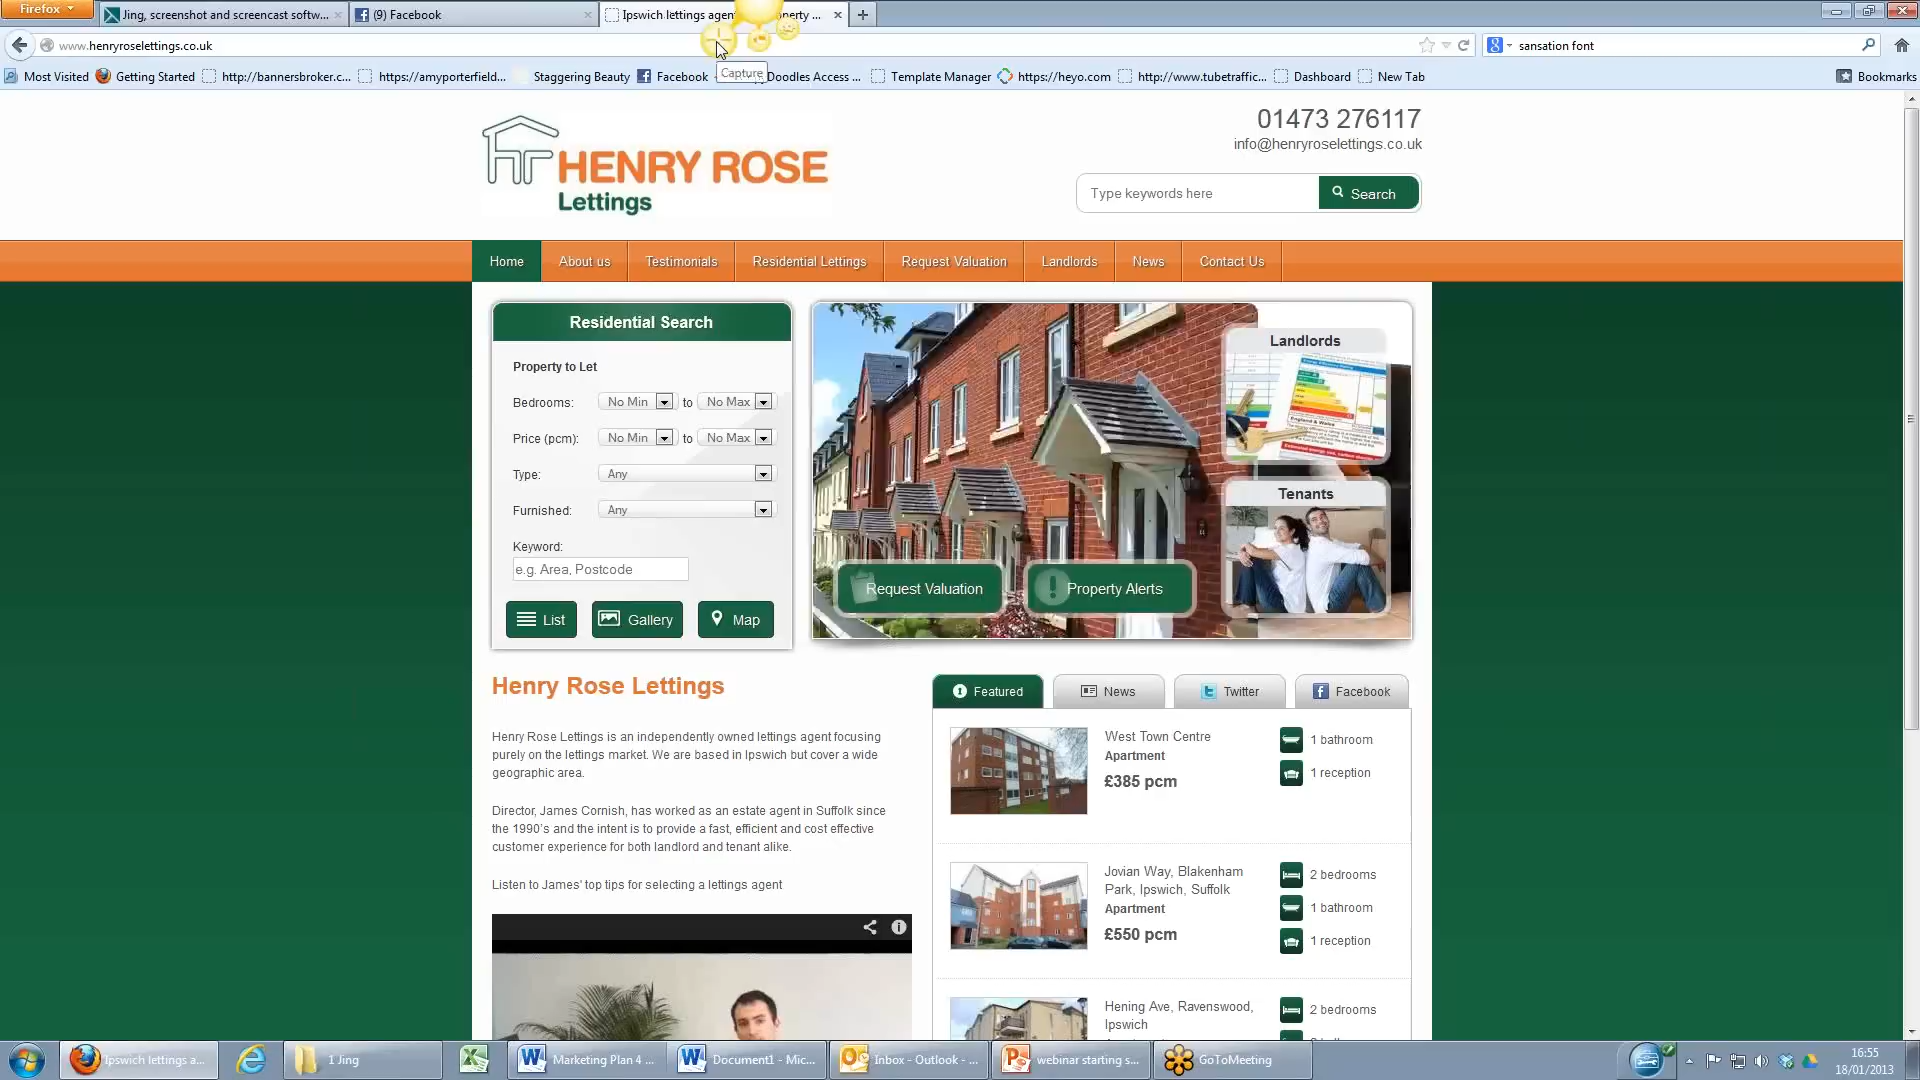 Firefox
Jing, screenshot and screencast softw...
(9) Facebook
Ipswich lettings agen
operty ...
www.henryroselettings.co.uk
sansation font
Capture
Most Visited
Getting Started
http://bannersbroker.c...
https://amyporterfield...
Staggering Beauty
Facebook
Doodles Access ...
Template Manager
https://heyo.com
http://www.tubetraffic...
Dashboard
New Tab
Bookmarks
HENRY ROSE
Lettings
01473 276117
info@henryroselettings.co.uk
Type keywords here
Search
Home
About us
Testimonials
Residential Lettings
Request Valuation
Landlords
News
Contact Us
Residential Search
Property to Let
Bedrooms: No Min to No Max
Price (pcm): No Min to No Max
Type: Any
Furnished: Any
Keyword:
e.g. Area, Postcode
List
Gallery
Map
Landlords
England & Wales
Tenants
Request Valuation
Property Alerts
Henry Rose Lettings
Henry Rose Lettings is an independently owned lettings agent focusing
purely on the lettings market. We are based in Ipswich but cover a wide
geographic area.
Director, James Cornish, has worked as an estate agent in Suffolk since
the 1990's and the intent is to provide a fast, efficient and cost effective
customer experience for both landlord and tenant alike.
Listen to James' top tips for selecting a lettings agent
Featured
News
Twitter
Facebook
West Town Centre
Apartment
£385 pcm
1 bathroom
1 reception
Jovian Way, Blakenham
Park, Ipswich, Suffolk
Apartment
£550 pcm
2 bedrooms
1 bathroom
1 reception
Hening Ave, Ravenswood,
Ipswich
2 bedrooms
Ipswich lettings a...
1 Jing
Marketing Plan 4 ...
Document1 - Mic...
Inbox - Outlook - ...
webinar starting s...
GoToMeeting
16:55
18/01/2013